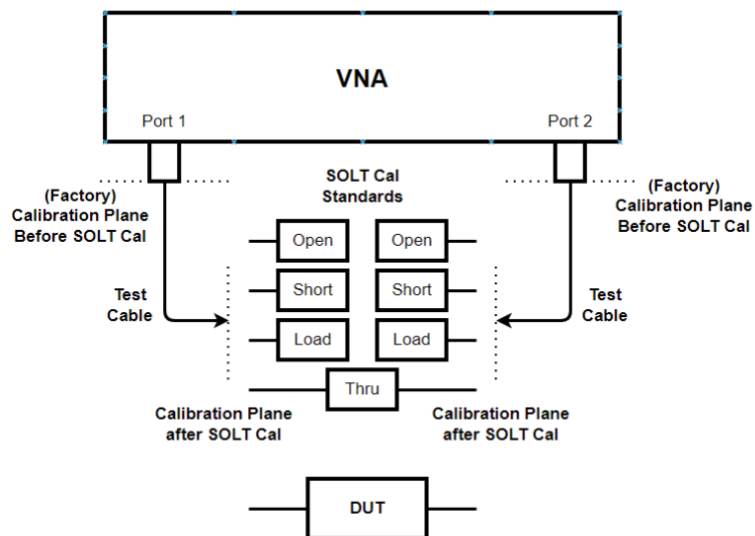 VNA
Port 1
Port 2
(Factory)
Calibration Plane
Before SOLT Cal
SOLT Cal
Standards
(Factory)
Calibration Plane
Before SOLT Cal
Open
Open
Test
Cable
Short
Short
Test
Cable
Load
Load
Thru
Calibration Plane
after SOLT Cal
Calibration Plane
after SOLT Cal
DUT